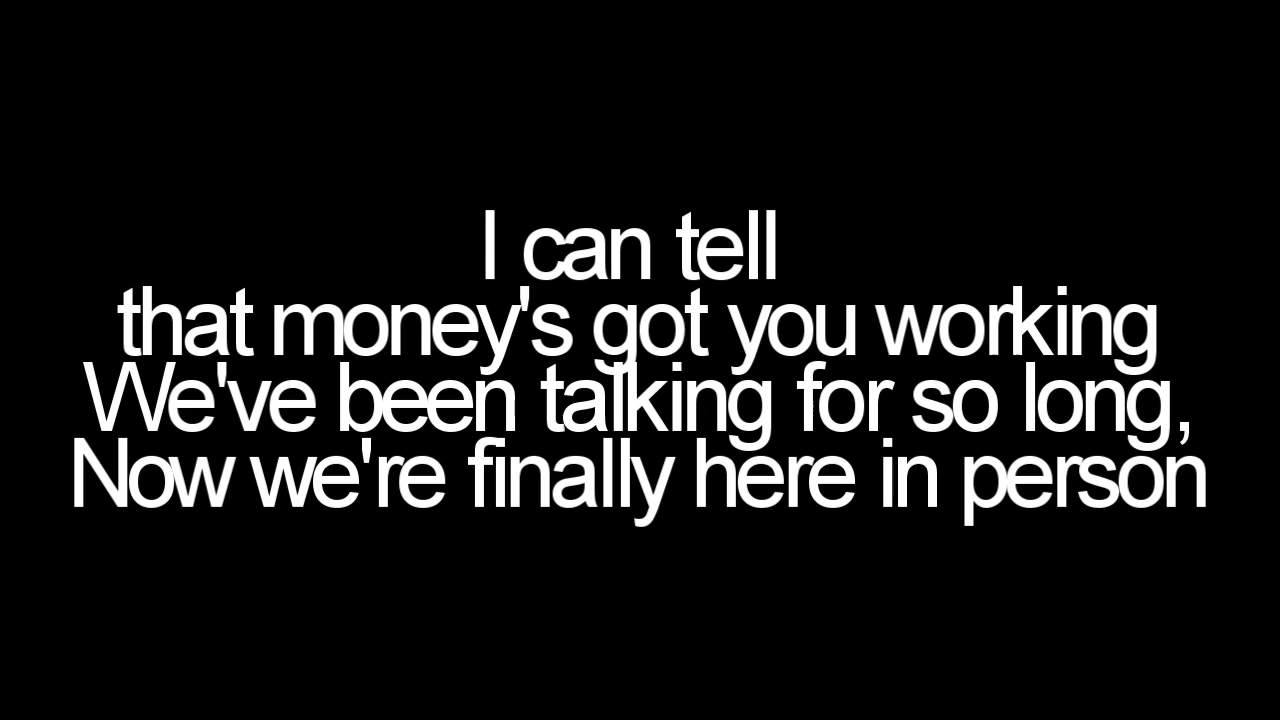 I can tell
that money's got you working
We've been talking for so long,
Now we're finally here in person